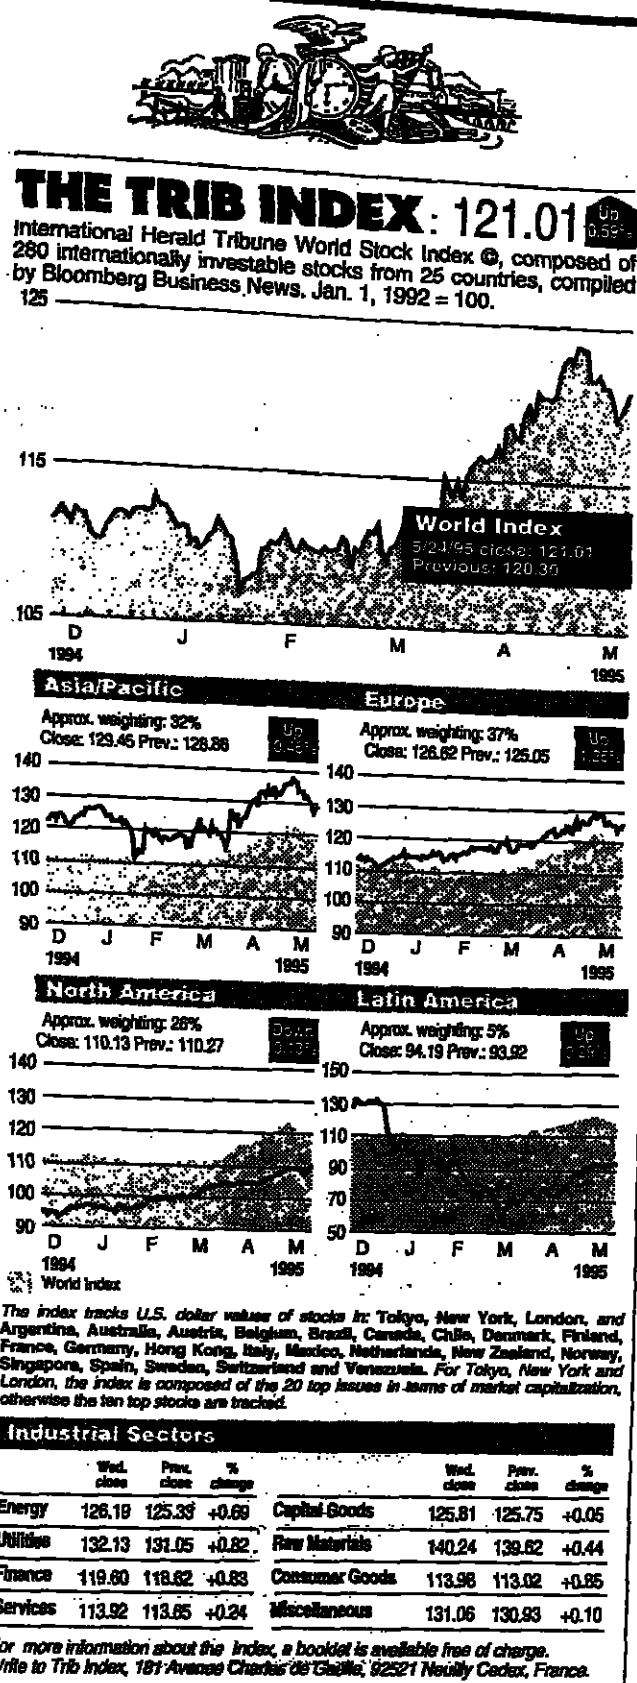 THE TRIB INDEX: 121.01 Up
International Herald Tribune World Stock Index ©, composed of
280 internationally investable stocks from 25 countries, compiled
by Bloomberg Business News. Jan. 1, 1992 = 100.
125
115
World Index
5/24/95 close: 121.01
Previous: 120.30
105
D J F M A M
1994 1995
Asia/Pacific
Approx. weighting: 32%
Close: 129.45 Prev.: 128.86
Up
140
130
120
110
100
90
D J F M A M
1994 1995
Europe
Approx. weighting: 37%
Close: 126.62 Prev.: 125.05
Up
140
130
120
110
100
90
D J F M A M
1994 1995
North America
Approx. weighting: 26%
Close: 110.13 Prev.: 110.27
Down
140
130
120
110
100
90
D J F M A M
1994 1995
Latin America
Approx. weighting: 5%
Close: 94.19 Prev.: 93.92
Up
150
130
110
90
70
50
D J F M A M
1994 1995
World Index
The index tracks U.S. dollar values of stocks in: Tokyo, New York, London, and
Argentina, Australia, Austria, Belgium, Brazil, Canada, Chile, Denmark, Finland,
France, Germany, Hong Kong, Italy, Mexico, Netherlands, New Zealand, Norway,
Singapore, Spain, Sweden, Switzerland and Venezuela. For Tokyo, New York and
London, the index is composed of the 20 top issues in terms of market capitalization,
otherwise the ten top stocks are tracked.
Industrial Sectors
Wed. close Prev. close % change Wed. close Prev. close % change
Energy 126.19 125.33 +0.69 Capital Goods 125.81 125.75 +0.05
Utilities 132.13 131.05 +0.82 Raw Materials 140.24 139.62 +0.44
Finance 119.60 118.62 +0.83 Consumer Goods 113.98 113.02 +0.85
Services 113.92 113.65 +0.24 Miscellaneous 131.06 130.93 +0.10
or more information about the Index, a booklet is available free of charge.
Write to Trib Index, 181 Avenue Charles de Gaulle, 92521 Neuilly Cedex, France.